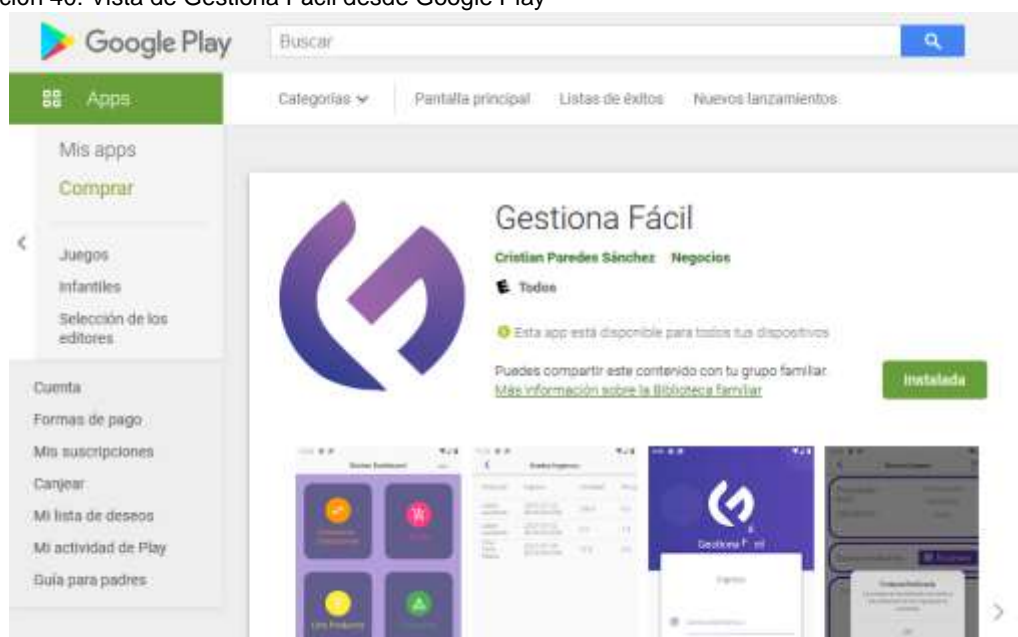 ción 40. Vista de Gestiona Fácil desde Google Play
Google Play
Buscar
Apps
Categorías
Pantalla principal
Listas de éxitos
Nuevos lanzamientos
Mis apps
Comprar
Juegos
Infantiles
Selección de los
editores
Cuenta
Formas de pago
Mis suscripciones
Canjear
Mi lista de deseos
Mi actividad de Play
Guía para padres
Gestiona Fácil
Cristian Paredes Sánchez Negocios
Todos
Esta app está disponible para todos tus dispositivos
Puedes compartir este contenido con tu grupo familiar.
Más información sobre la Biblioteca familiar
Instalada
Ingreso